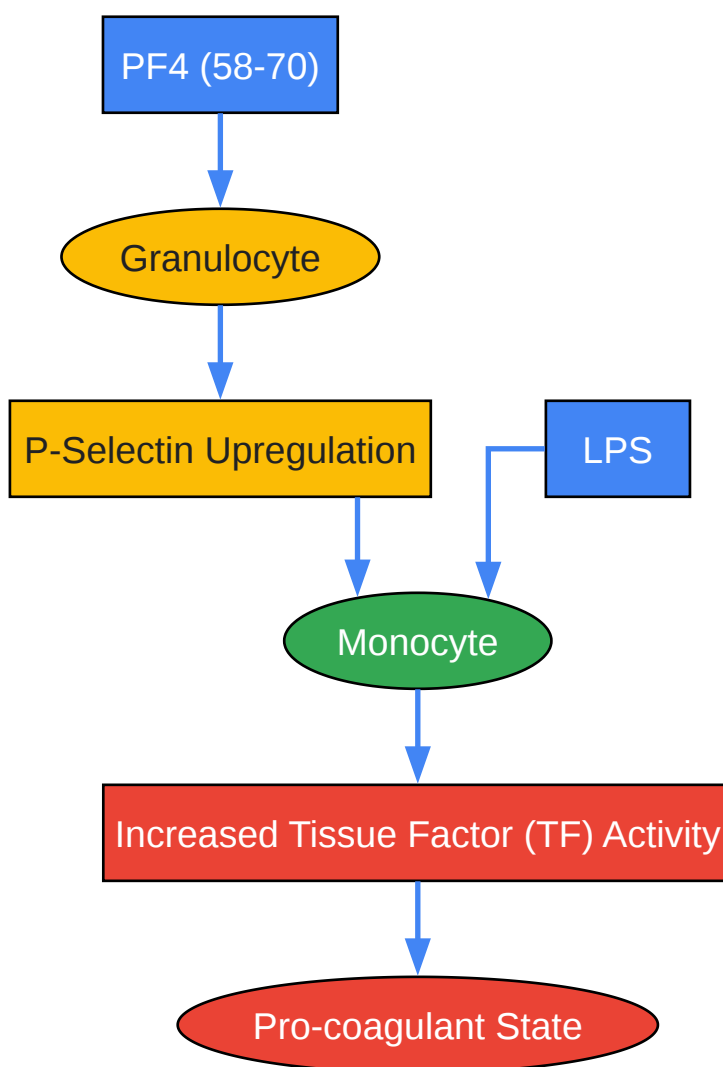 PF4 (58-70)
Granulocyte
P-Selectin Upregulation
LPS
Monocyte
Increased Tissue Factor (TF) Activity
Pro-coagulant State